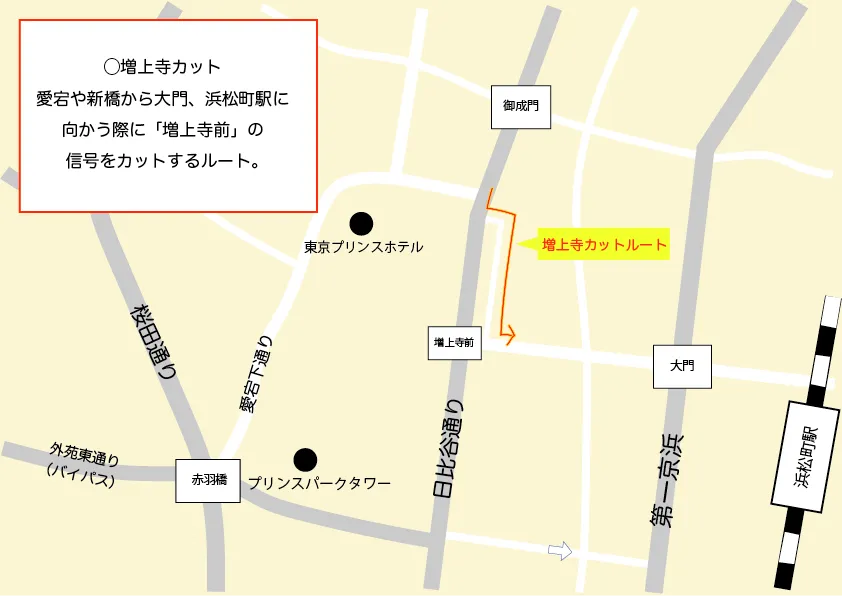 ○増上寺カット
愛宕や新橋から大門、浜松町駅に
向かう際に「増上寺前」の
信号をカットするルート。
御成門
東京プリンスホテル
増上寺カットルート
桜田通り
愛宕下通り
増上寺前
大門
日比谷通り
第一京浜
浜松町駅
外苑東通り
(バイパス)
赤羽橋
プリンスパークタワー